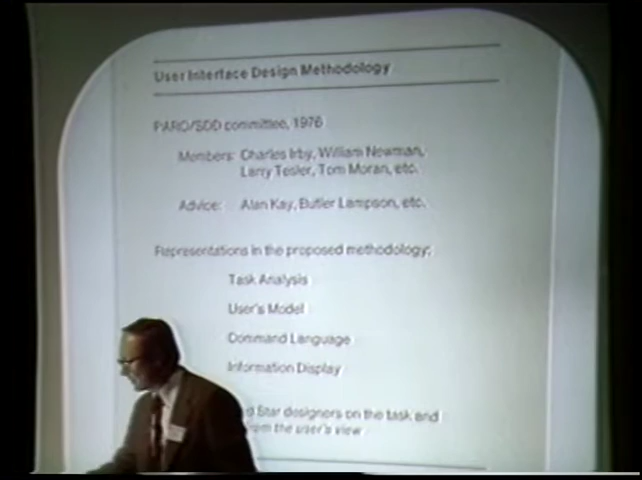 User Interface Design Methodology
PARC/SDD committee, 1976
Members: Charles Irby, William Newman,
Larry Tesler, Tom Moran, etc.
Advice: Alan Kay, Butler Lampson, etc.
Representations in the proposed methodology:
Task Analysis
User's Model
Command Language
Information Display
Star designers on the task and
the user's view